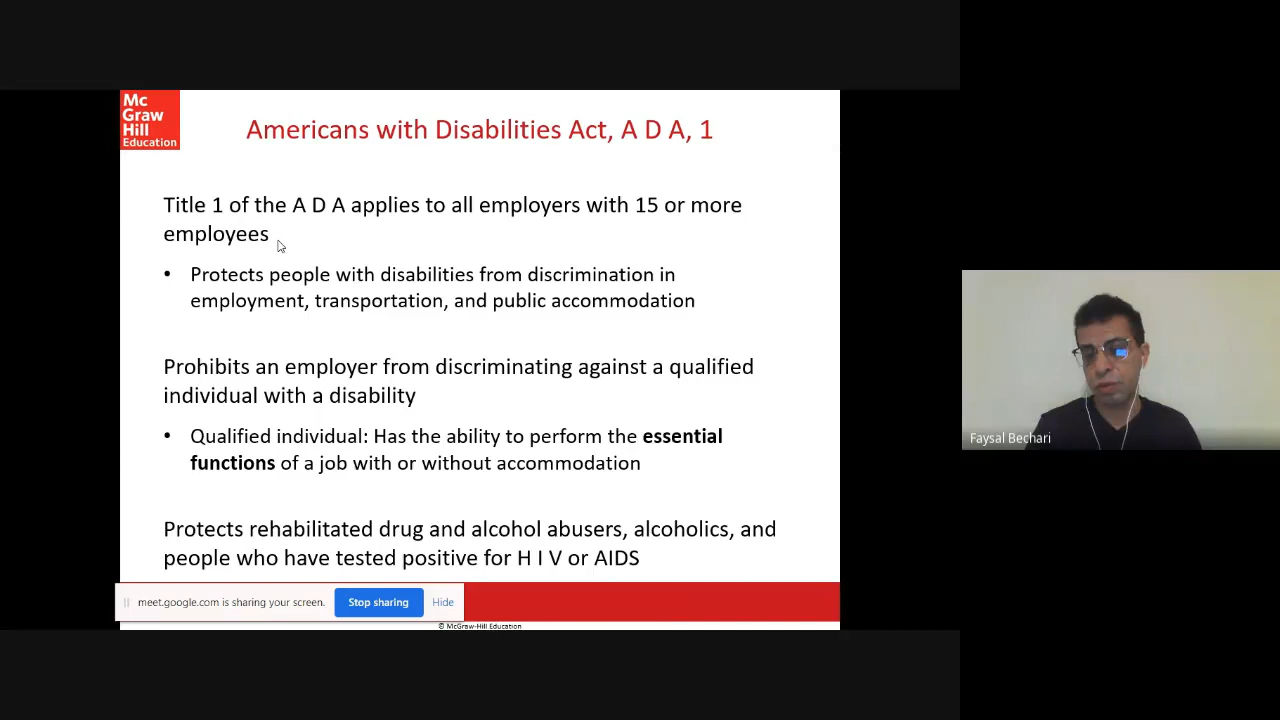 Mc
Graw
Hill
Education
Americans with Disabilities Act, A D A, 1
Title 1 of the A D A applies to all employers with 15 or more
employees
• Protects people with disabilities from discrimination in
employment, transportation, and public accommodation
Prohibits an employer from discriminating against a qualified
individual with a disability
• Qualified individual: Has the ability to perform the essential
functions of a job with or without accommodation
Protects rehabilitated drug and alcohol abusers, alcoholics, and
people who have tested positive for H I V or AIDS
meet.google.com is sharing your screen.
Stop sharing
Hide
© McGraw-Hill Education
Faysal Bechari